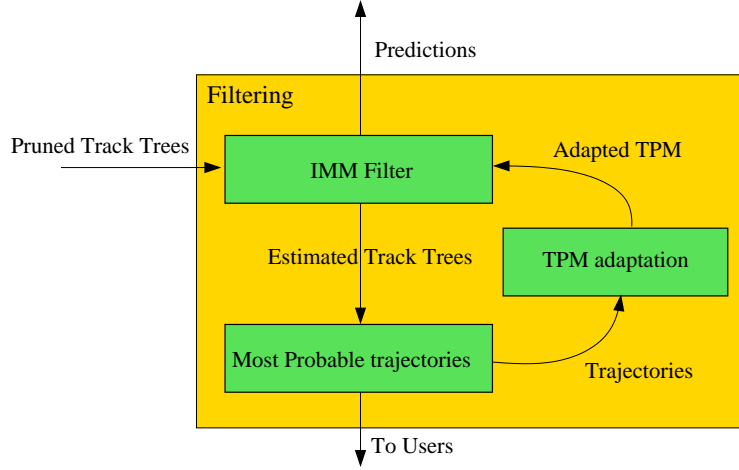 Predictions
Filtering
Pruned Track Trees
Adapted TPM
IMM Filter
Estimated Track Trees
TPM adaptation
Most Probable trajectories
Trajectories
To Users